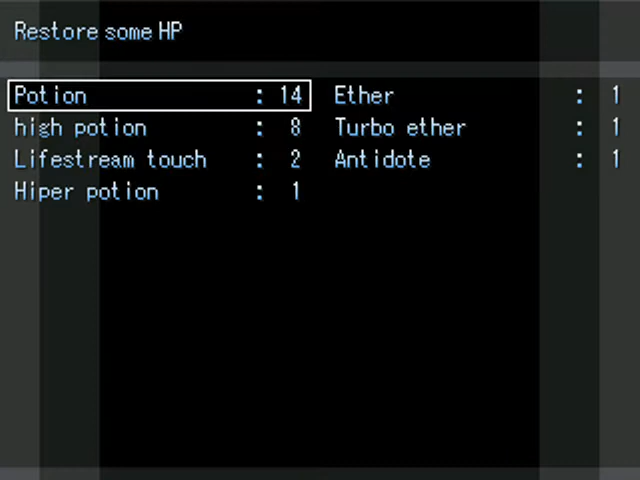 Restore some HP
Potion : 14 Ether : 1
high potion : 8 Turbo ether : 1
Lifestream touch : 2 Antidote : 1
Hiper potion : 1